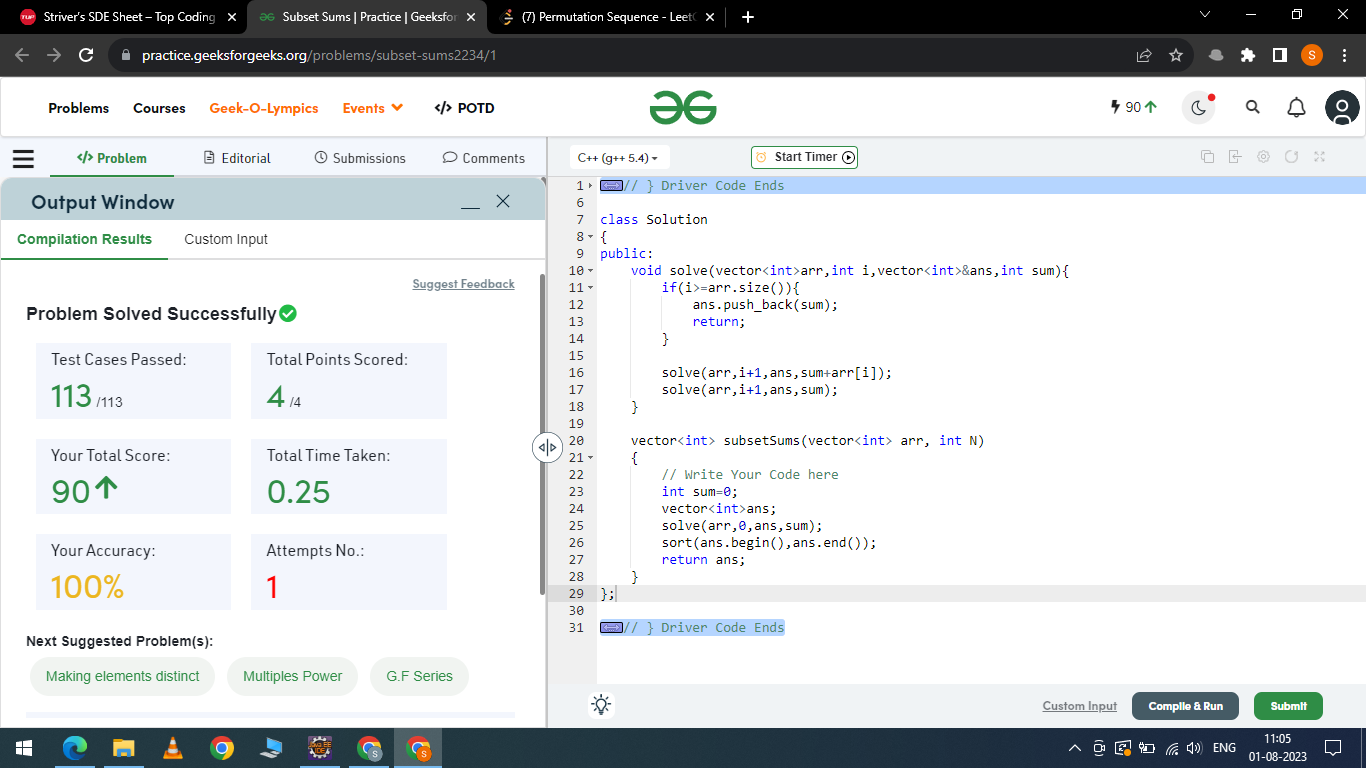 Striver's SDE Sheet – Top Coding
Subset Sums | Practice | Geeksfor
(7) Permutation Sequence - Leet
practice.geeksforgeeks.org/problems/subset-sums2234/1
S
Problems Courses Geek-O-Lympics Events </> POTD
90
</> Problem Editorial Submissions Comments
C++ (g++ 5.4)
Start Timer
Output Window
Compilation Results Custom Input
Suggest Feedback
Problem Solved Successfully
Test Cases Passed: Total Points Scored:
113 /113 4 /4
Your Total Score: Total Time Taken:
90 0.25
Your Accuracy: Attempts No.:
100% 1
Next Suggested Problem(s):
Making elements distinct Multiples Power G.F Series
1 // } Driver Code Ends
6
7 class Solution
8 {
9 public:
10 void solve(vector<int>arr,int i,vector<int>&ans,int sum){
11 if(i>=arr.size()){
12 ans.push_back(sum);
13 return;
14 }
15
16 solve(arr,i+1,ans,sum+arr[i]);
17 solve(arr,i+1,ans,sum);
18 }
19
20 vector<int> subsetSums(vector<int> arr, int N)
21 {
22 // Write Your Code here
23 int sum=0;
24 vector<int>ans;
25 solve(arr,0,ans,sum);
26 sort(ans.begin(),ans.end());
27 return ans;
28 }
29 };
30
31 // } Driver Code Ends
Custom Input Compile & Run Submit
ENG
11:05
01-08-2023